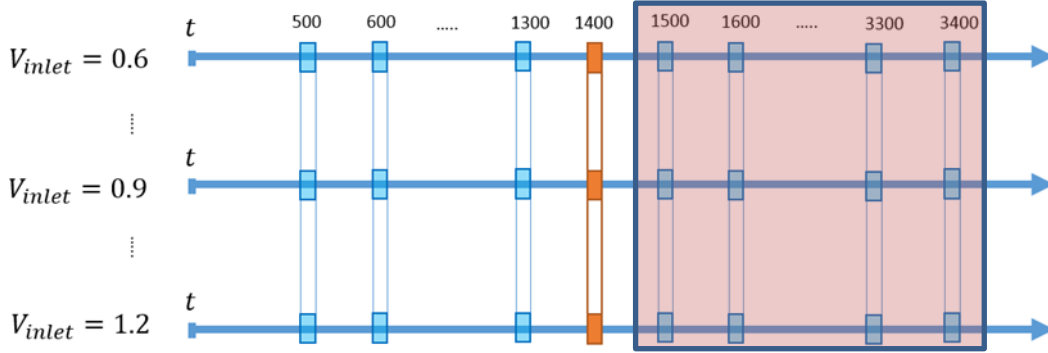 t 500 600 ..... 1300 1400 1500 1600 ..... 3300 3400
V_inlet = 0.6
⋮
t
V_inlet = 0.9
⋮
t
V_inlet = 1.2